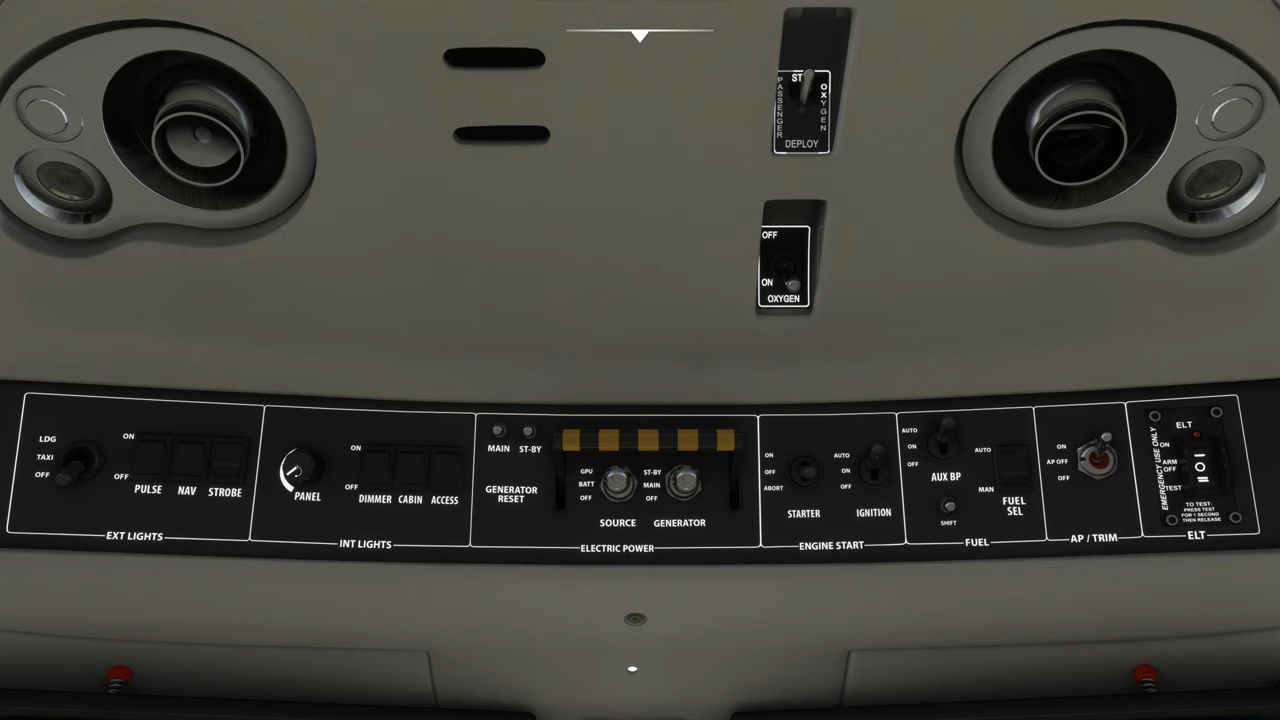 ST
PASSENGER
OXYGEN
DEPLOY
OFF
ON
OXYGEN
LDG
TAXI
OFF
ON
OFF
PULSE NAV STROBE
EXT LIGHTS
PANEL
ON
OFF
DIMMER CABIN ACCESS
INT LIGHTS
MAIN ST-BY
GENERATOR
RESET
GPU
BATT
OFF
SOURCE
ST-BY
MAIN
OFF
GENERATOR
ELECTRIC POWER
ON
OFF
ABORT
STARTER
AUTO
ON
OFF
IGNITION
ENGINE START
AUTO
ON
OFF
AUX BP
SHIFT
AUTO
MAN
FUEL
SEL
FUEL
ON
AP OFF
OFF
AP / TRIM
ELT
EMERGENCY USE ONLY
ON
ARM
OFF
TEST
TO TEST:
PRESS TEST
FOR 1 SECOND
THEN RELEASE
ELT